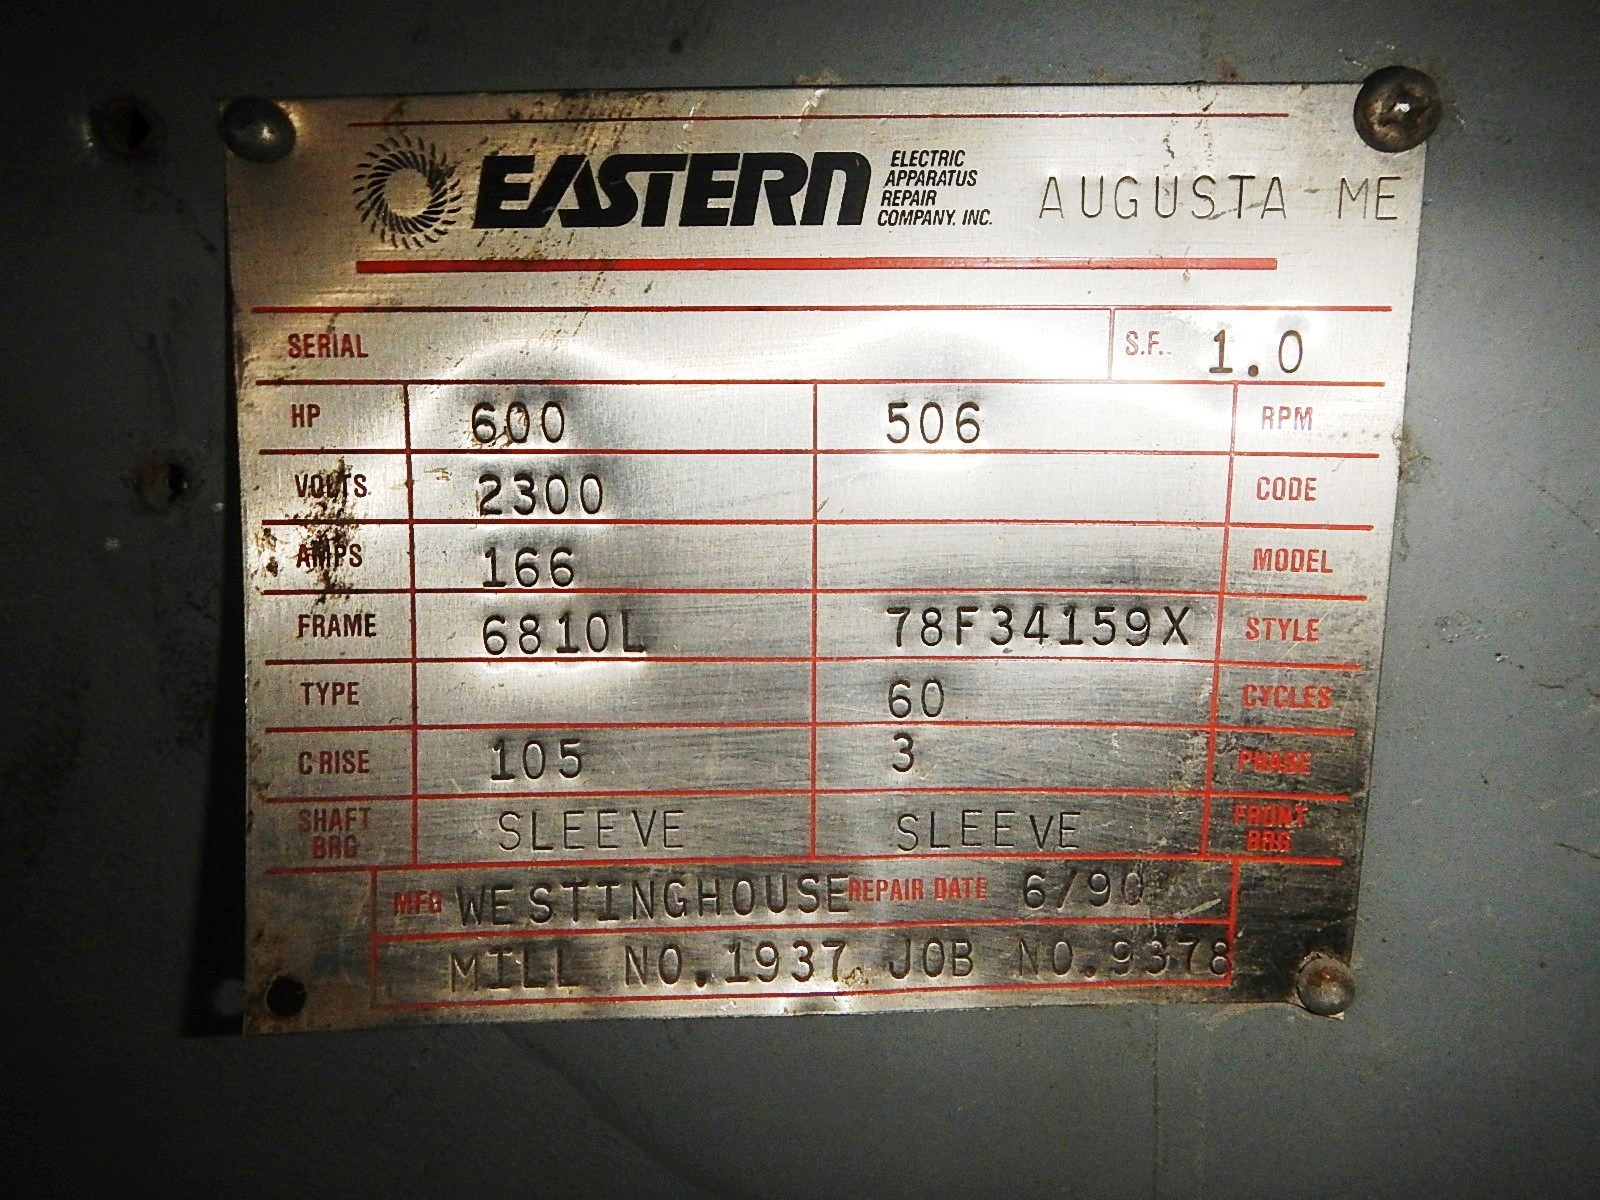 EASTERN ELECTRIC APPARATUS REPAIR COMPANY, INC. AUGUSTA ME
SERIAL S.F. 1.0
HP 600 506 RPM
VOLTS 2300 CODE
AMPS 166 MODEL
FRAME 6810L 78F34159X STYLE
TYPE 60 CYCLES
C RISE 105 3 PHASE
SHAFT BRG SLEEVE SLEEVE FRONT BRG
MFG WESTINGHOUSE REPAIR DATE 6/90
MILL NO.1937 JOB NO.9378